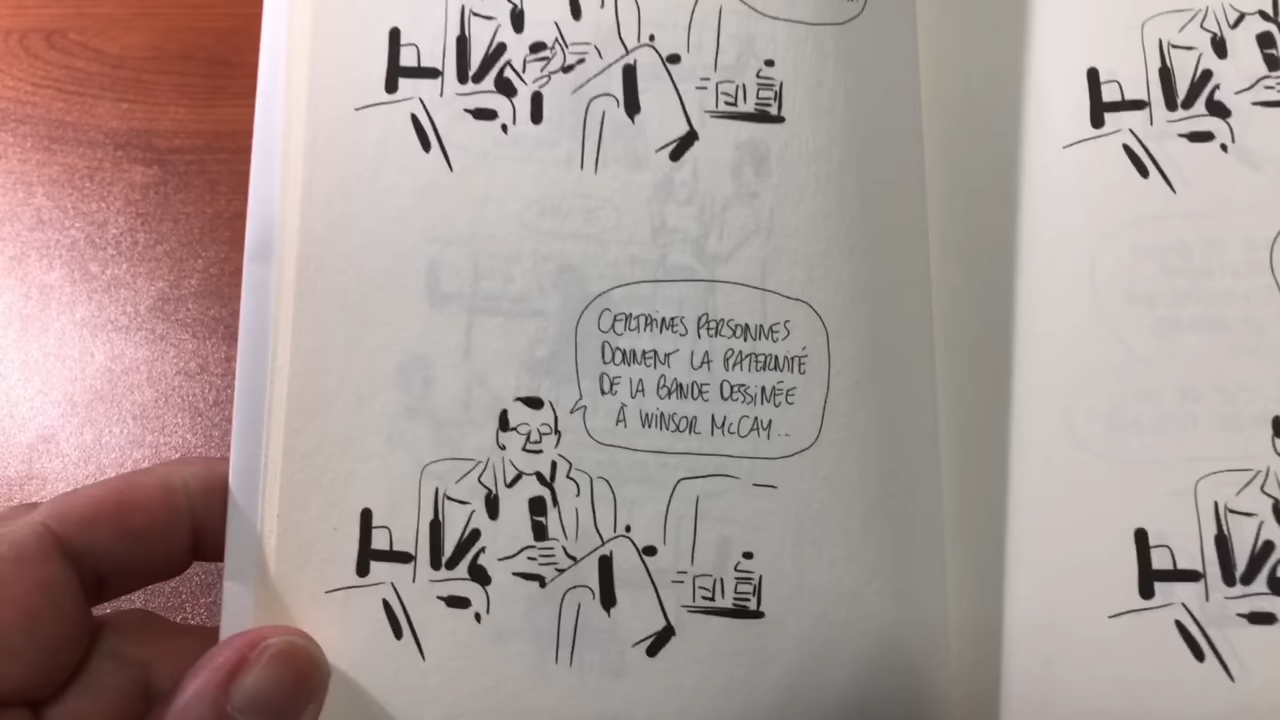 CERTAINES PERSONNES
DONNENT LA PATERNITÉ
DE LA BANDE DESSINÉE
À WINSOR McCAY...